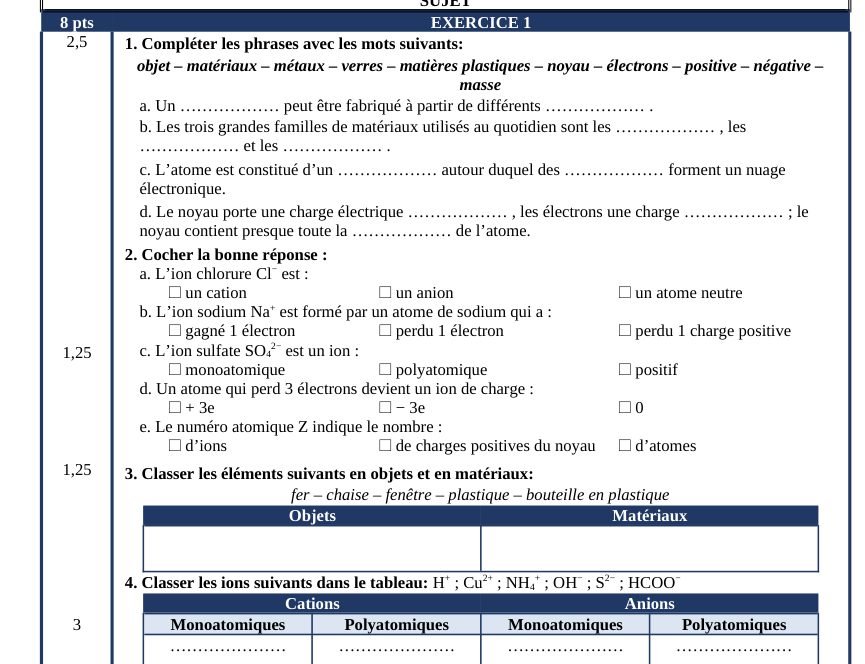 SUJET
8 pts EXERCICE 1
2,5 1. Compléter les phrases avec les mots suivants:
objet – matériaux – métaux – verres – matières plastiques – noyau – électrons – positive – négative –
masse
a. Un ……………… peut être fabriqué à partir de différents ……………… .
b. Les trois grandes familles de matériaux utilisés au quotidien sont les ……………… , les
……………… et les ……………… .
c. L’atome est constitué d’un ……………… autour duquel des ……………… forment un nuage
électronique.
d. Le noyau porte une charge électrique ……………… , les électrons une charge ……………… ; le
noyau contient presque toute la ……………… de l’atome.
2. Cocher la bonne réponse :
a. L’ion chlorure Cl⁻ est :
☐ un cation ☐ un anion ☐ un atome neutre
b. L’ion sodium Na⁺ est formé par un atome de sodium qui a :
☐ gagné 1 électron ☐ perdu 1 électron ☐ perdu 1 charge positive
1,25 c. L’ion sulfate SO₄²⁻ est un ion :
☐ monoatomique ☐ polyatomique ☐ positif
d. Un atome qui perd 3 électrons devient un ion de charge :
☐ + 3e ☐ − 3e ☐ 0
e. Le numéro atomique Z indique le nombre :
☐ d’ions ☐ de charges positives du noyau ☐ d’atomes
1,25 3. Classer les éléments suivants en objets et en matériaux:
fer – chaise – fenêtre – plastique – bouteille en plastique
Objets Matériaux
4. Classer les ions suivants dans le tableau: H⁺ ; Cu²⁺ ; NH₄⁺ ; OH⁻ ; S²⁻ ; HCOO⁻
Cations Anions
3 Monoatomiques Polyatomiques Monoatomiques Polyatomiques
………………… ………………… ………………… …………………